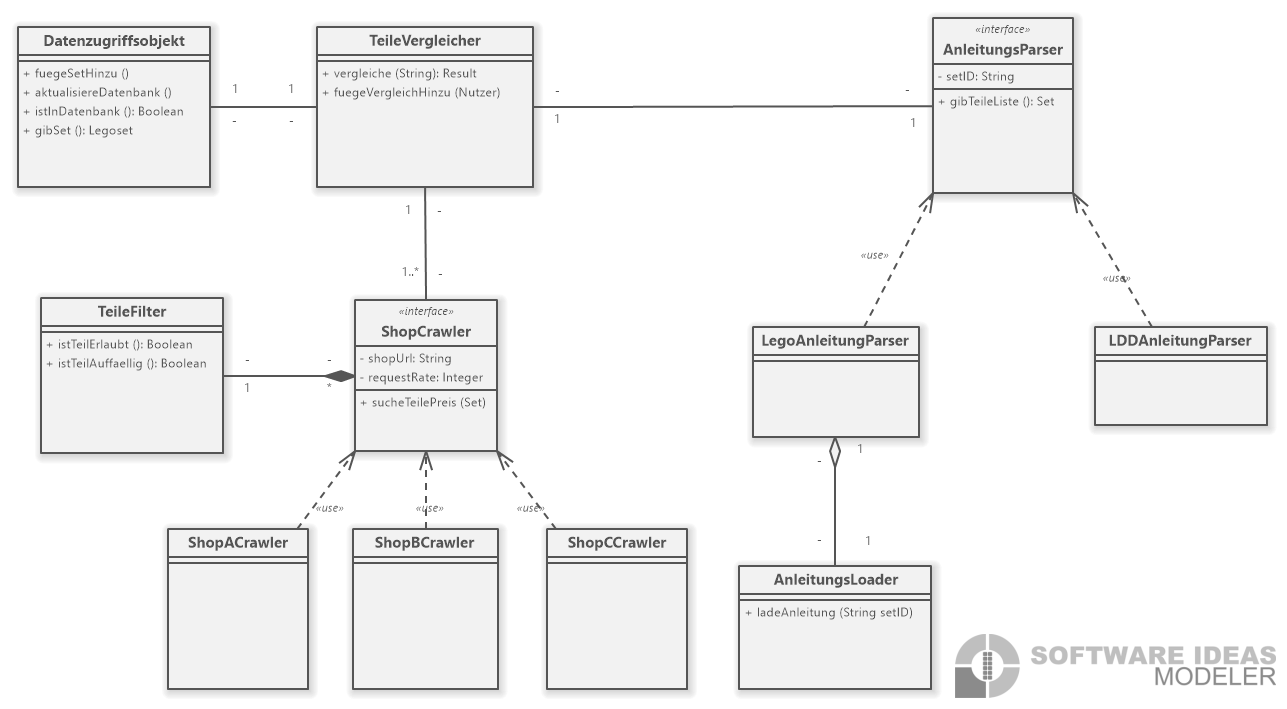 Datenzugriffsobjekt
+ fuegeSetHinzu ()
+ aktualisiereDatenbank ()
+ istInDatenbank (): Boolean
+ gibSet (): Legoset
1
1
-
-
TeileVergleicher
+ vergleiche (String): Result
+ fuegeVergleichHinzu (Nutzer)
-
-
1
1
«interface»
AnleitungsParser
- setID: String
+ gibTeileListe (): Set
1
-
1..*
-
«use»
«use»
TeileFilter
+ istTeilErlaubt (): Boolean
+ istTeilAuffaellig (): Boolean
-
-
1
*
«interface»
ShopCrawler
- shopUrl: String
- requestRate: Integer
+ sucheTeilePreis (Set)
LegoAnleitungParser
LDDAnleitungParser
1
-
-
1
«use»
«use»
«use»
ShopACrawler
ShopBCrawler
ShopCCrawler
AnleitungsLoader
+ ladeAnleitung (String setID)
SOFTWARE IDEAS
MODELER